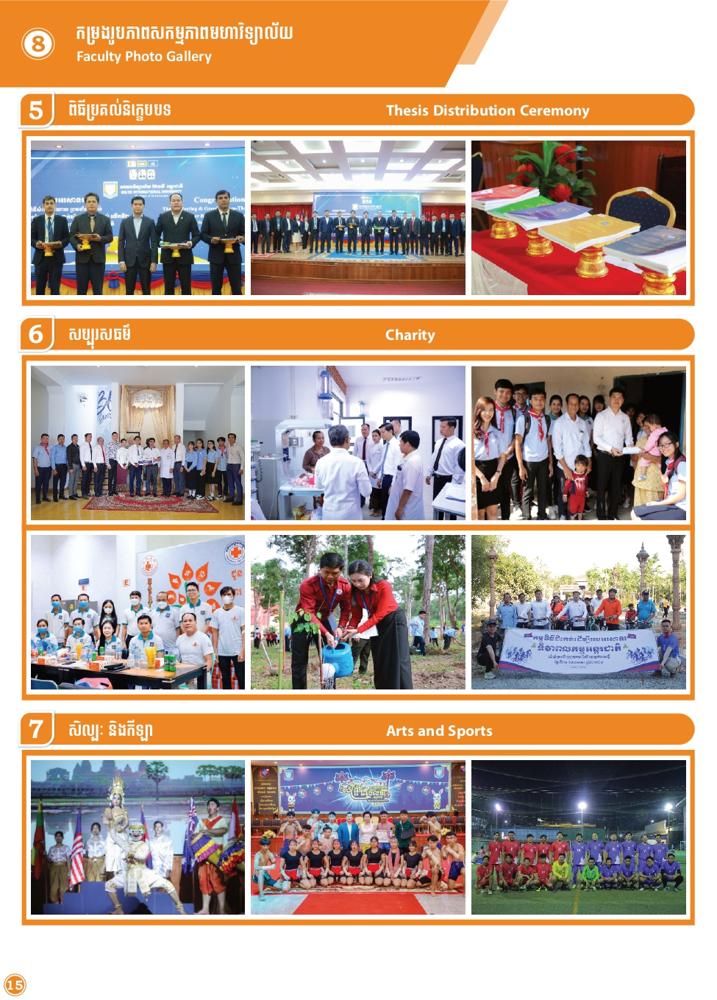 8
កម្រងរូបភាពសកម្មភាពមហាវិទ្យាល័យ
Faculty Photo Gallery
5 ពិធីប្រគល់និក្ខេបបទ Thesis Distribution Ceremony
6 សប្បុរសធម៌ Charity
7 សិល្បៈ និងកីឡា Arts and Sports
15